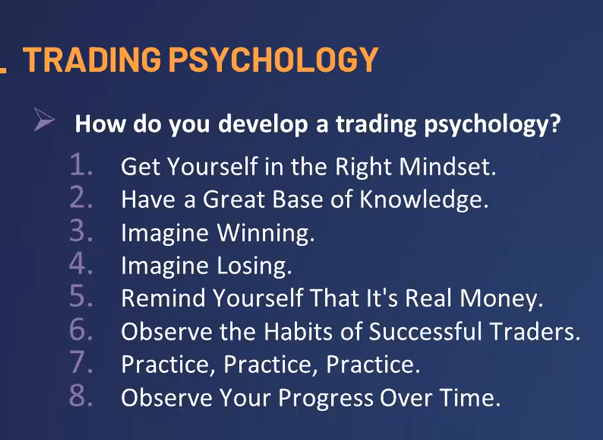 TRADING PSYCHOLOGY
How do you develop a trading psychology?
1. Get Yourself in the Right Mindset.
2. Have a Great Base of Knowledge.
3. Imagine Winning.
4. Imagine Losing.
5. Remind Yourself That It's Real Money.
6. Observe the Habits of Successful Traders.
7. Practice, Practice, Practice.
8. Observe Your Progress Over Time.